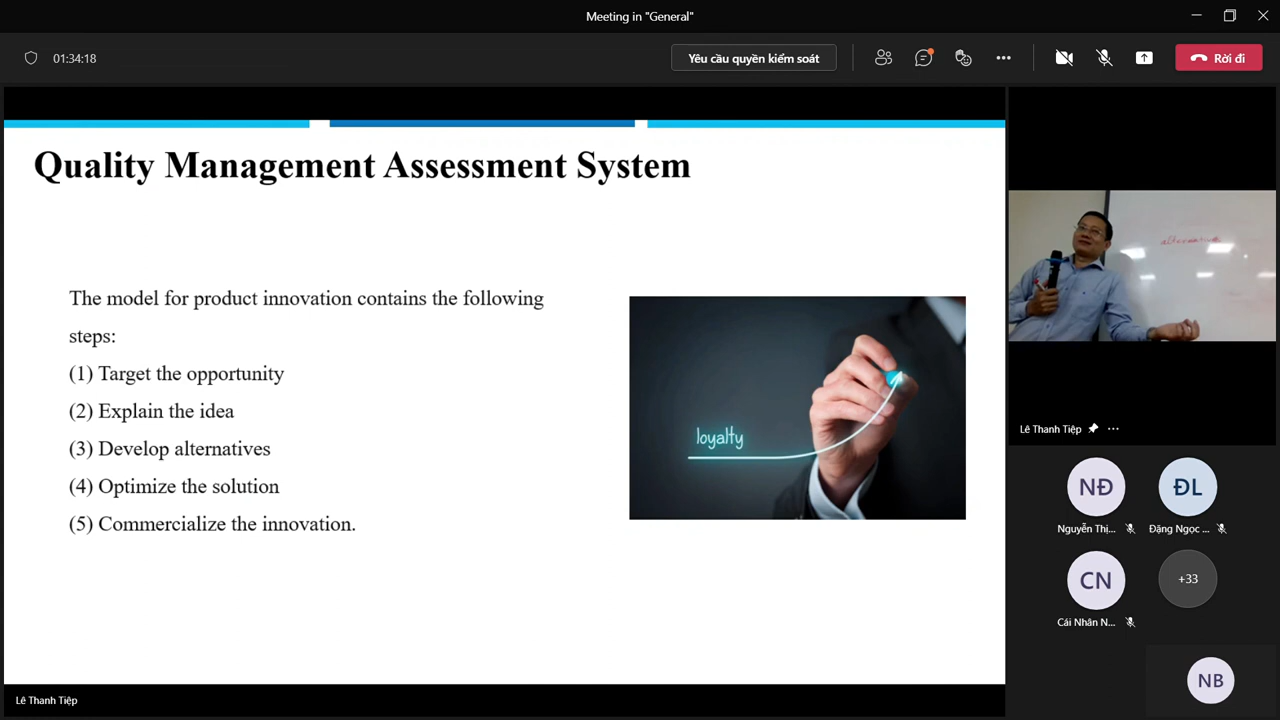 Meeting in "General"
01:34:18
Yêu cầu quyền kiểm soát
Rời đi
Quality Management Assessment System
The model for product innovation contains the following
steps:
(1) Target the opportunity
(2) Explain the idea
(3) Develop alternatives
(4) Optimize the solution
(5) Commercialize the innovation.
loyalty
alternative
Lê Thanh Tiệp
NĐ
ĐL
Nguyễn Thị...
Đặng Ngọc ...
CN
+33
Cái Nhân N...
NB
Lê Thanh Tiệp